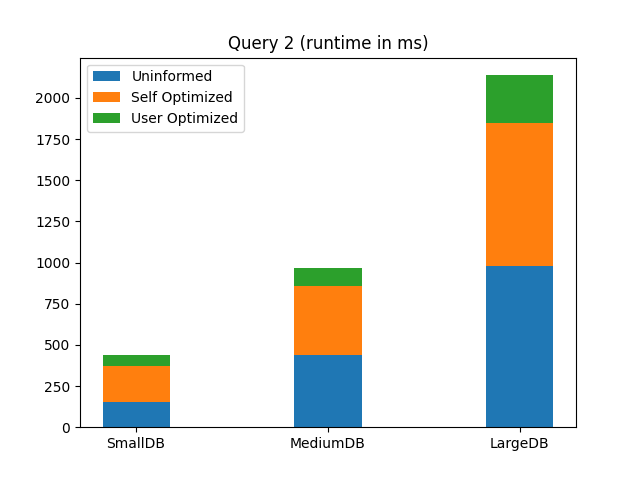 Query 2 (runtime in ms)
Uninformed
Self Optimized
User Optimized
2000
1750
1500
1250
1000
750
500
250
0
SmallDB MediumDB LargeDB